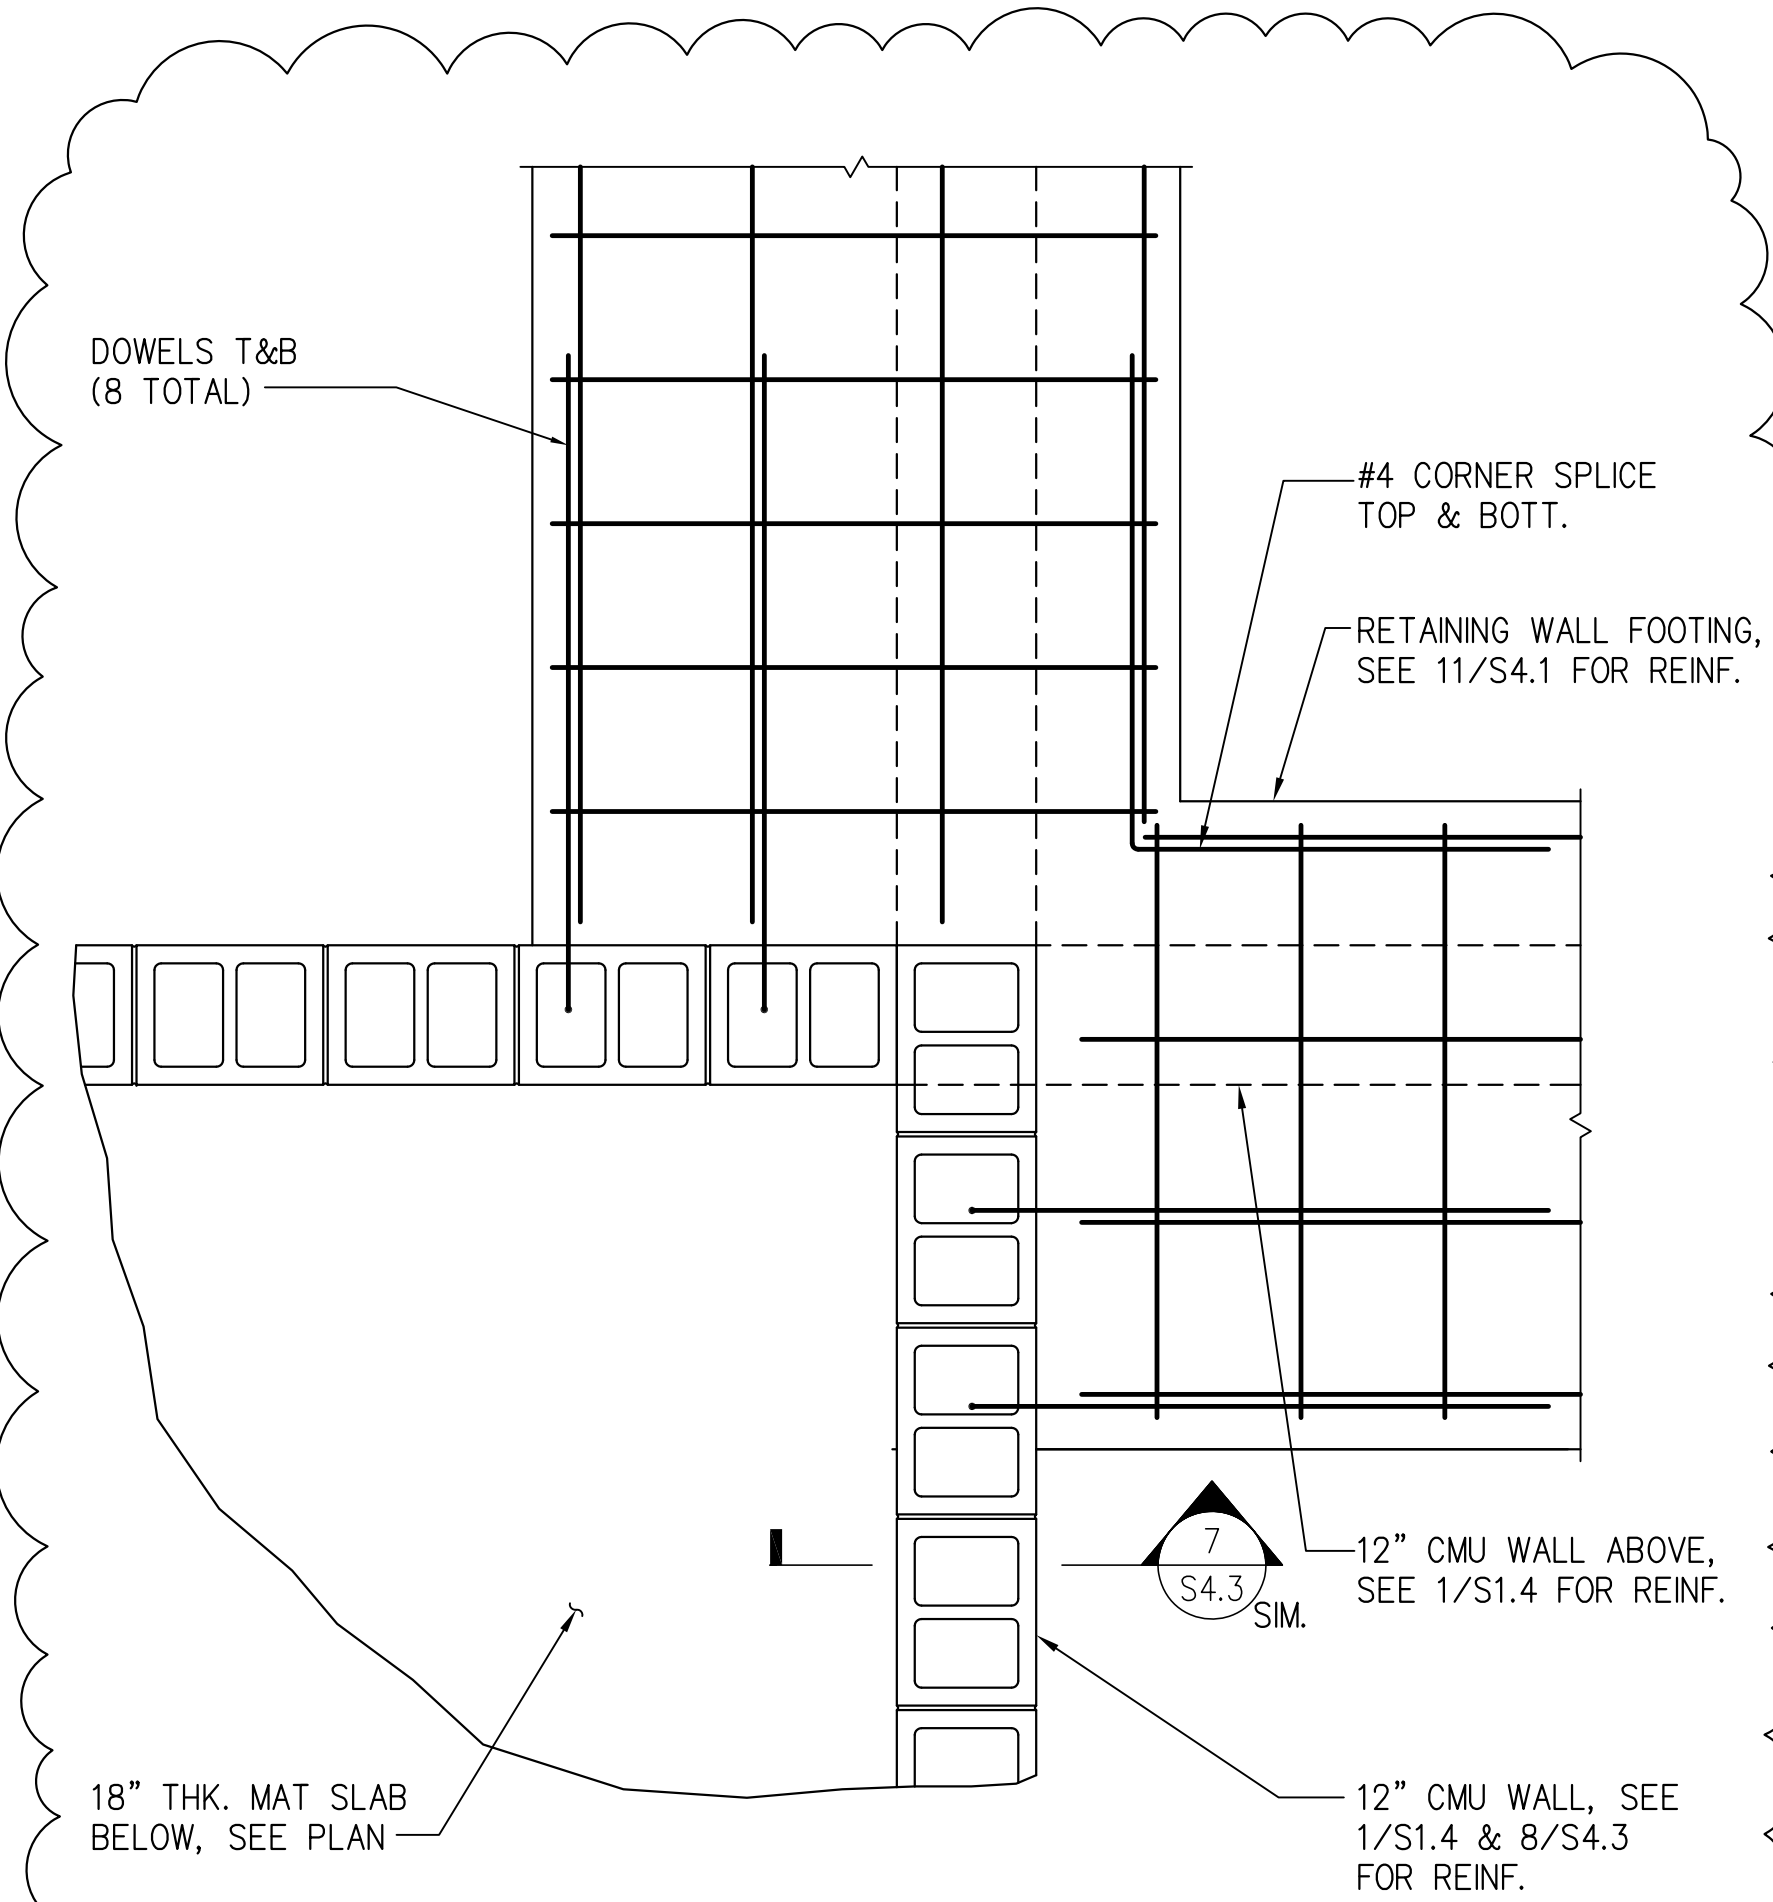 DOWELS T&B
(8 TOTAL)
#4 CORNER SPLICE
TOP & BOTT.
RETAINING WALL FOOTING,
SEE 11/S4.1 FOR REINF.
7
S4.3
SIM.
12” CMU WALL ABOVE,
SEE 1/S1.4 FOR REINF.
18” THK. MAT SLAB
BELOW, SEE PLAN
12” CMU WALL, SEE
1/S1.4 & 8/S4.3
FOR REINF.